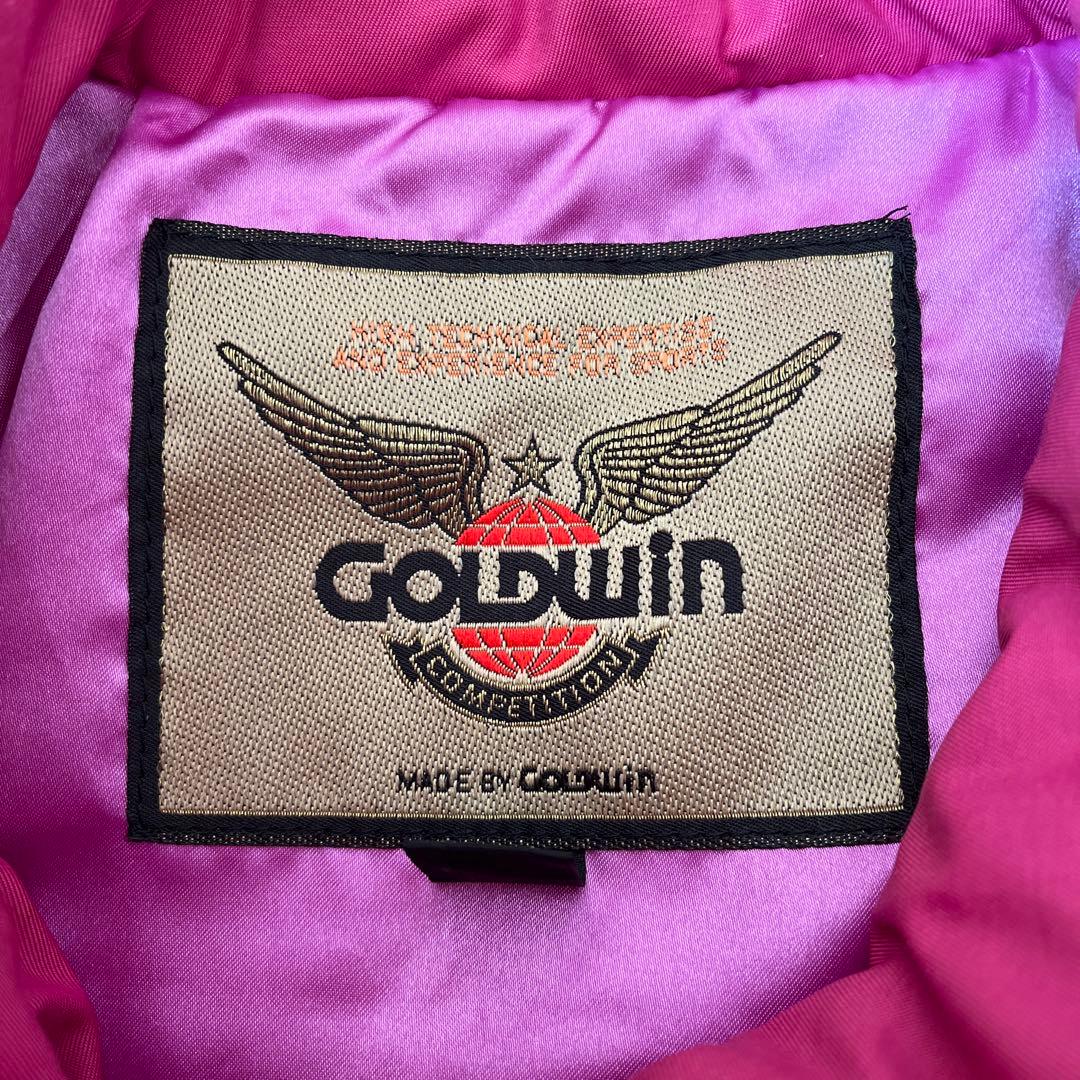 HIGH TECHNICAL EXPERTISE
AND EXPERIENCE FOR SPORTS
GOLDWin
COMPETITION
MADE BY GOLDWin